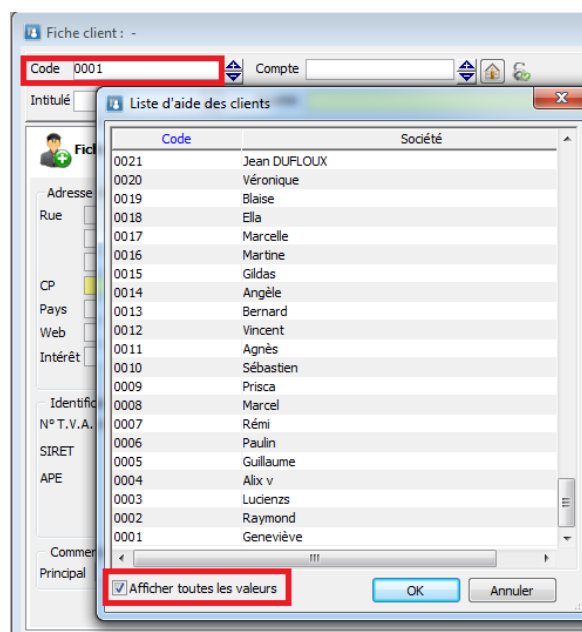 Fiche client : -
Code 0001 Compte
Intitulé
Liste d'aide des clients
Code Société
0021 Jean DUFLOUX
0020 Véronique
0019 Blaise
0018 Ella
0017 Marcelle
0016 Martine
0015 Gildas
0014 Angèle
0013 Bernard
0012 Vincent
0011 Agnès
0010 Sébastien
0009 Prisca
0008 Marcel
0007 Rémi
0006 Paulin
0005 Guillaume
0004 Alix v
0003 Lucienzs
0002 Raymond
0001 Geneviève
Afficher toutes les valeurs OK Annuler
Fich
Adresse
Rue
CP
Pays
Web
Intérêt
Identific
N° T.V.A.
SIRET
APE
Commen
Principal